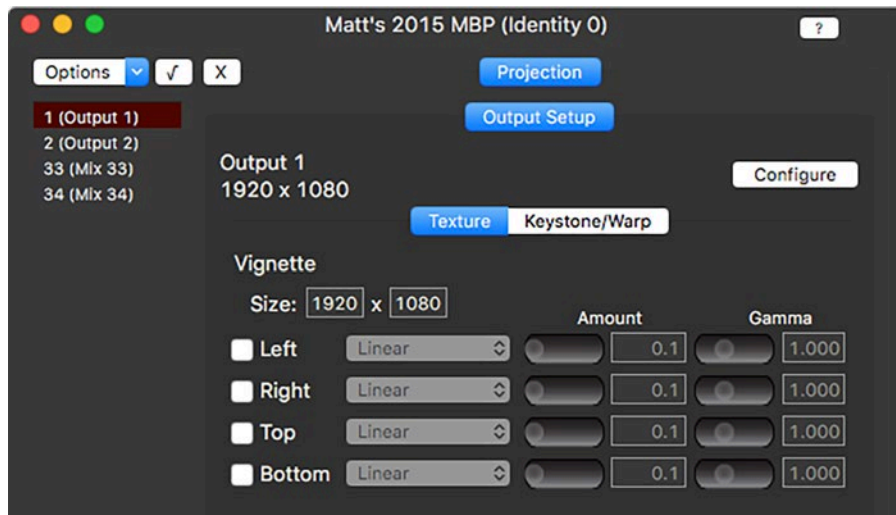 Matt's 2015 MBP (Identity 0)
?
Options √ X Projection
1 (Output 1)
2 (Output 2)
33 (Mix 33)
34 (Mix 34)
Output Setup
Output 1
1920 x 1080
Configure
Texture Keystone/Warp
Vignette
Size: 1920 x 1080
Amount Gamma
Left Linear 0.1 1.000
Right Linear 0.1 1.000
Top Linear 0.1 1.000
Bottom Linear 0.1 1.000